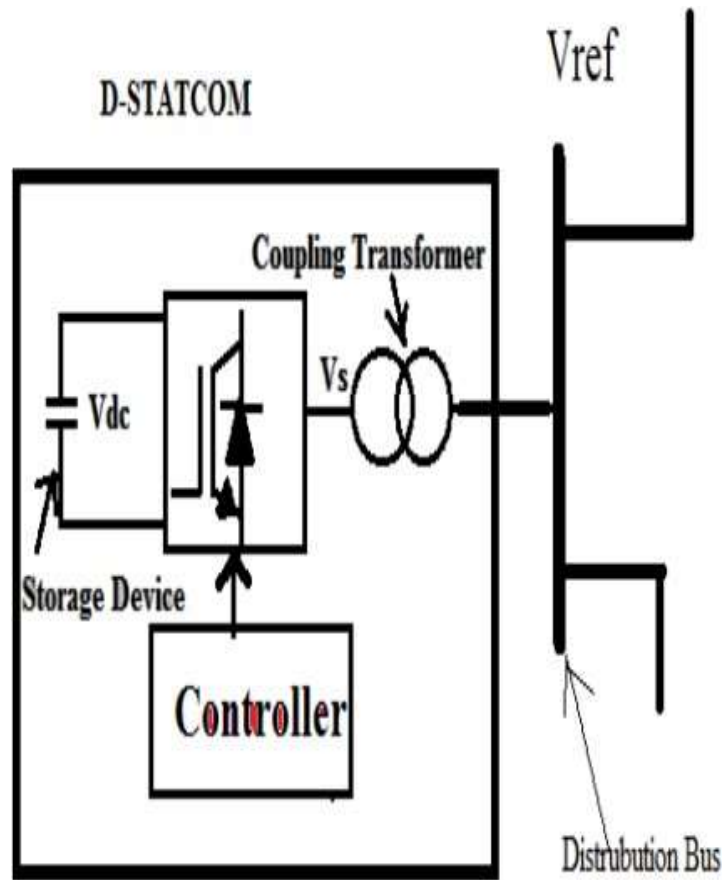 Vref
D-STATCOM
Coupling Transformer
Vs
Vdc
Storage Device
Controller
Distrubution Bus